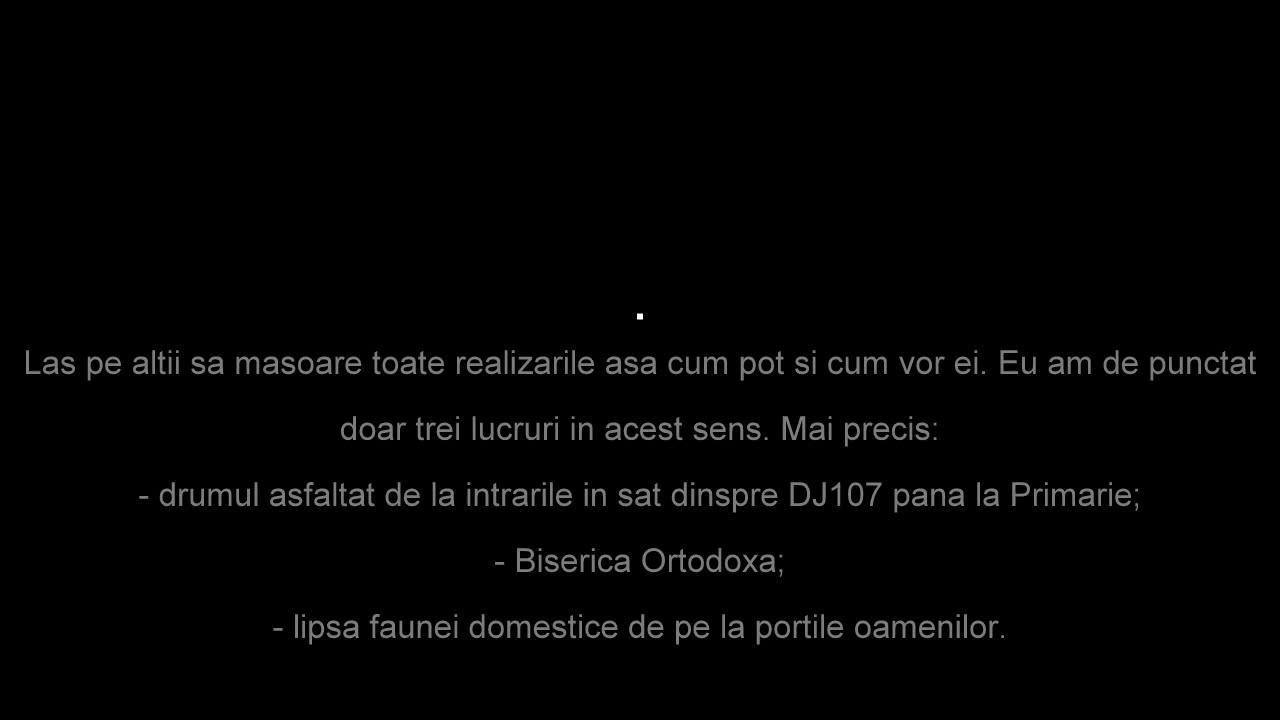 .
Las pe altii sa masoare toate realizarile asa cum pot si cum vor ei. Eu am de punctat
doar trei lucruri in acest sens. Mai precis:
- drumul asfaltat de la intrarile in sat dinspre DJ107 pana la Primarie;
- Biserica Ortodoxa;
- lipsa faunei domestice de pe la portile oamenilor.